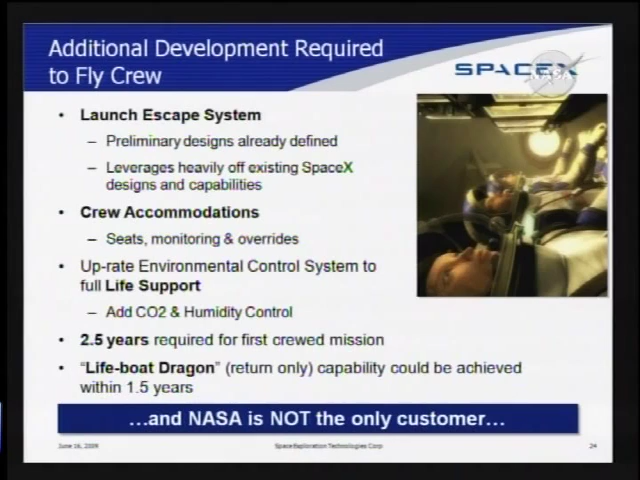 Additional Development Required
to Fly Crew
SPACEX
NASA
• Launch Escape System
– Preliminary designs already defined
– Leverages heavily off existing SpaceX
designs and capabilities
• Crew Accommodations
– Seats, monitoring & overrides
• Up-rate Environmental Control System to
full Life Support
– Add CO2 & Humidity Control
• 2.5 years required for first crewed mission
• “Life-boat Dragon” (return only) capability could be achieved
within 1.5 years
…and NASA is NOT the only customer…
June 16, 2009
Space Exploration Technologies Corp
24